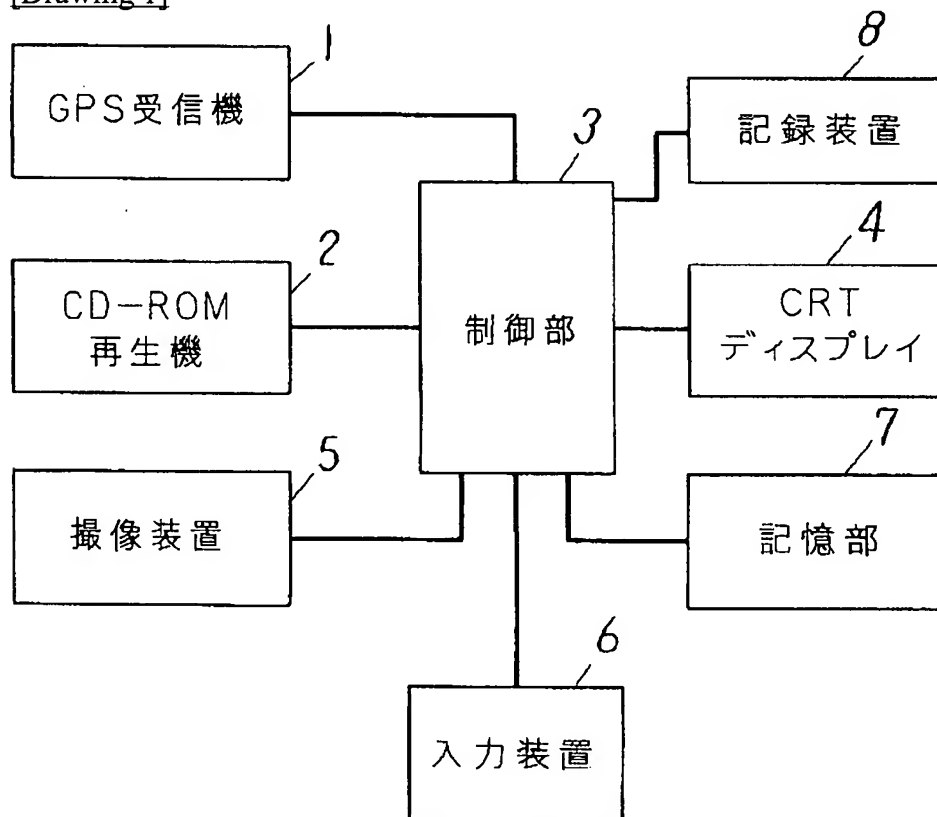 [Drawing 1]
1
GPS受信機
8
記録装置
3
制御部
2
CD-ROM
再生機
4
CRT
ディスプレイ
5
撮像装置
7
記憶部
6
入力装置